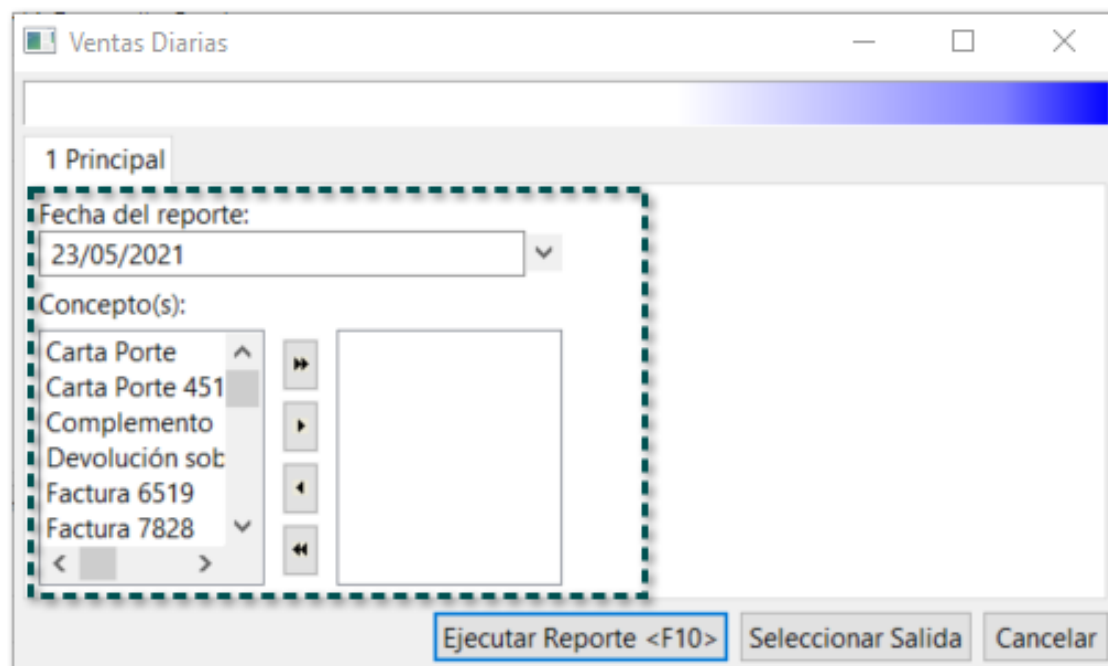 Ventas Diarias
1 Principal
Fecha del reporte:
23/05/2021
Concepto(s):
Carta Porte
Carta Porte 451
Complemento
Devolución sob
Factura 6519
Factura 7828
Ejecutar Reporte <F10>
Seleccionar Salida
Cancelar